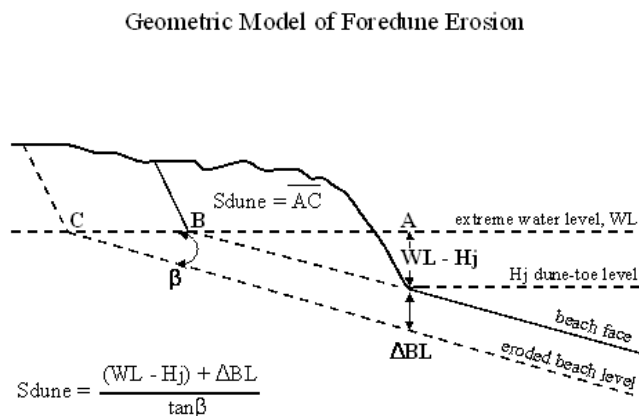 Geometric Model of Foredune Erosion
Sdune = AC
C
B
A
extreme water level, WL
WL - Hj
β
Hj dune-toe level
beach face
ΔBL
eroded beach level
Sdune = (WL - Hj) + ΔBL
tanβ